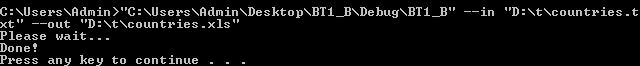 C:\Users\Admin>"C:\Users\Admin\Desktop\BT1_B\Debug\BT1_B" --in "D:\t\countries.t
xt" --out "D:\t\countries.xls"
Please wait...
Done!
Press any key to continue . . .